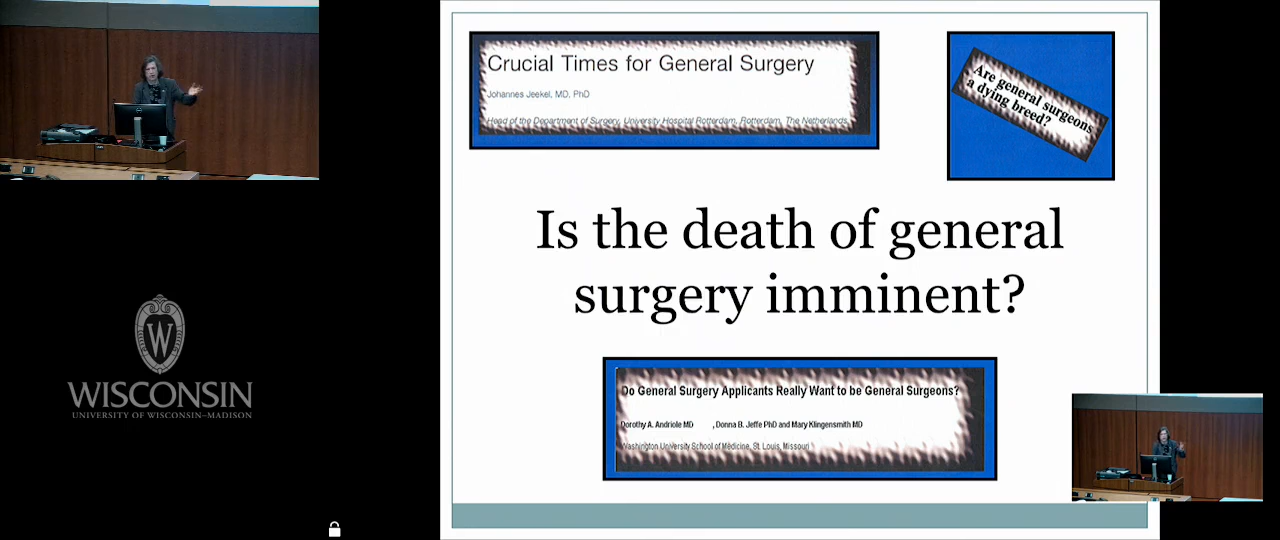 Crucial Times for General Surgery
Johannes Jeekel, MD, PhD
Head of the Department of Surgery, University Hospital Rotterdam, Rotterdam, The Netherlands
Are general surgeons
a dying breed?
Is the death of general
surgery imminent?
Do General Surgery Applicants Really Want to be General Surgeons?
Dorothy A. Andriole MD , Donna B. Jeffe PhD and Mary Klingensmith MD
Washington University School of Medicine, St. Louis, Missouri
W
WISCONSIN
UNIVERSITY OF WISCONSIN–MADISON